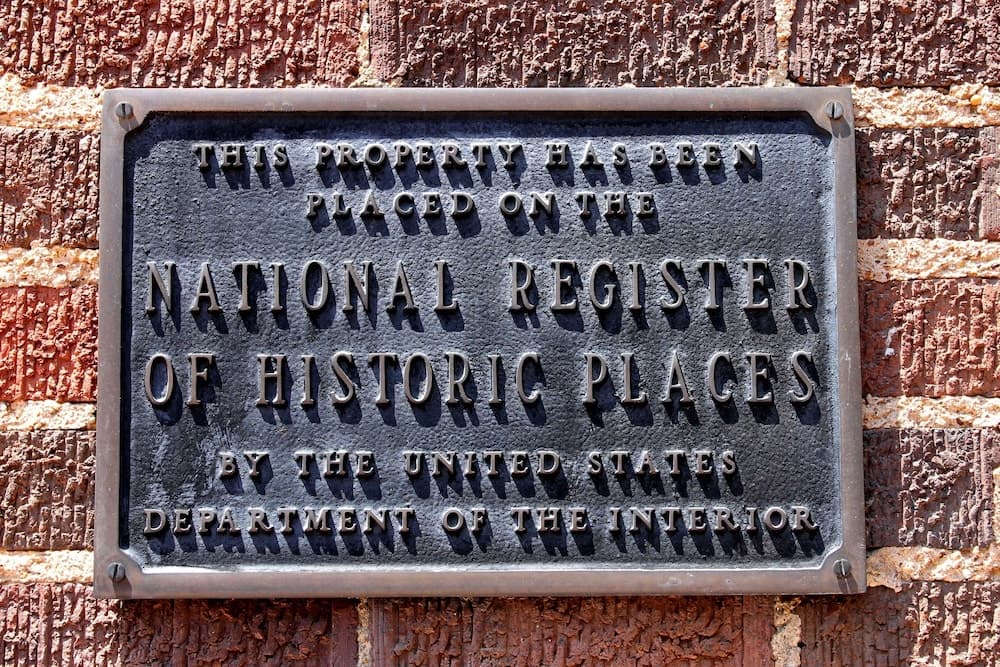 THIS PROPERTY HAS BEEN
PLACED ON THE
NATIONAL REGISTER
OF HISTORIC PLACES
BY THE UNITED STATES
DEPARTMENT OF THE INTERIOR